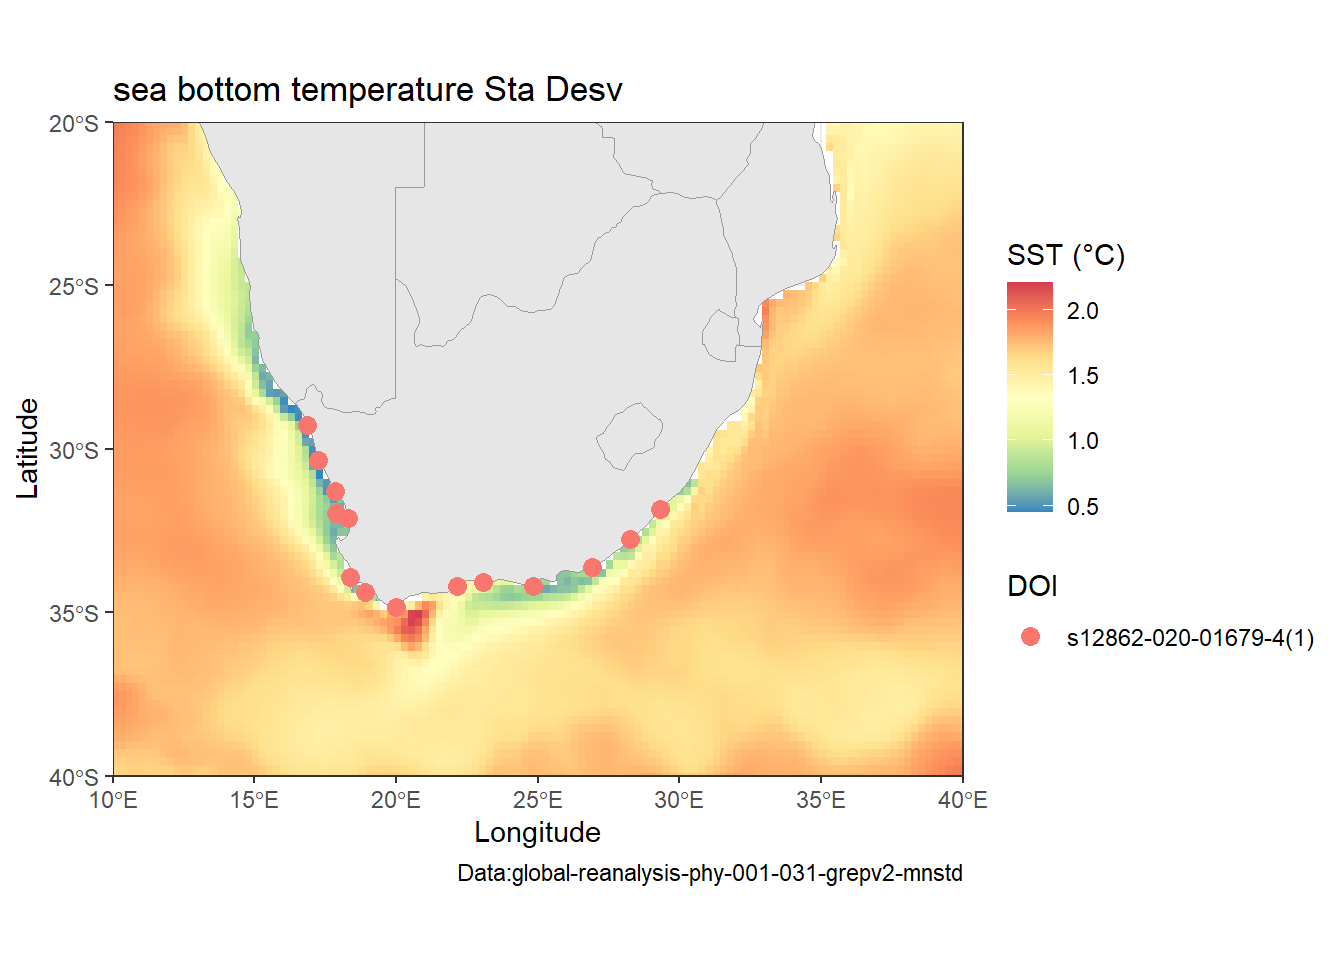 sea bottom temperature Sta Desv
20°S
25°S
30°S
35°S
40°S
Latitude
10°E
15°E
20°E
25°E
30°E
35°E
40°E
Longitude
Data:global-reanalysis-phy-001-031-grepv2-mnstd
SST (°C)
2.0
1.5
1.0
0.5
DOI
s12862-020-01679-4(1)